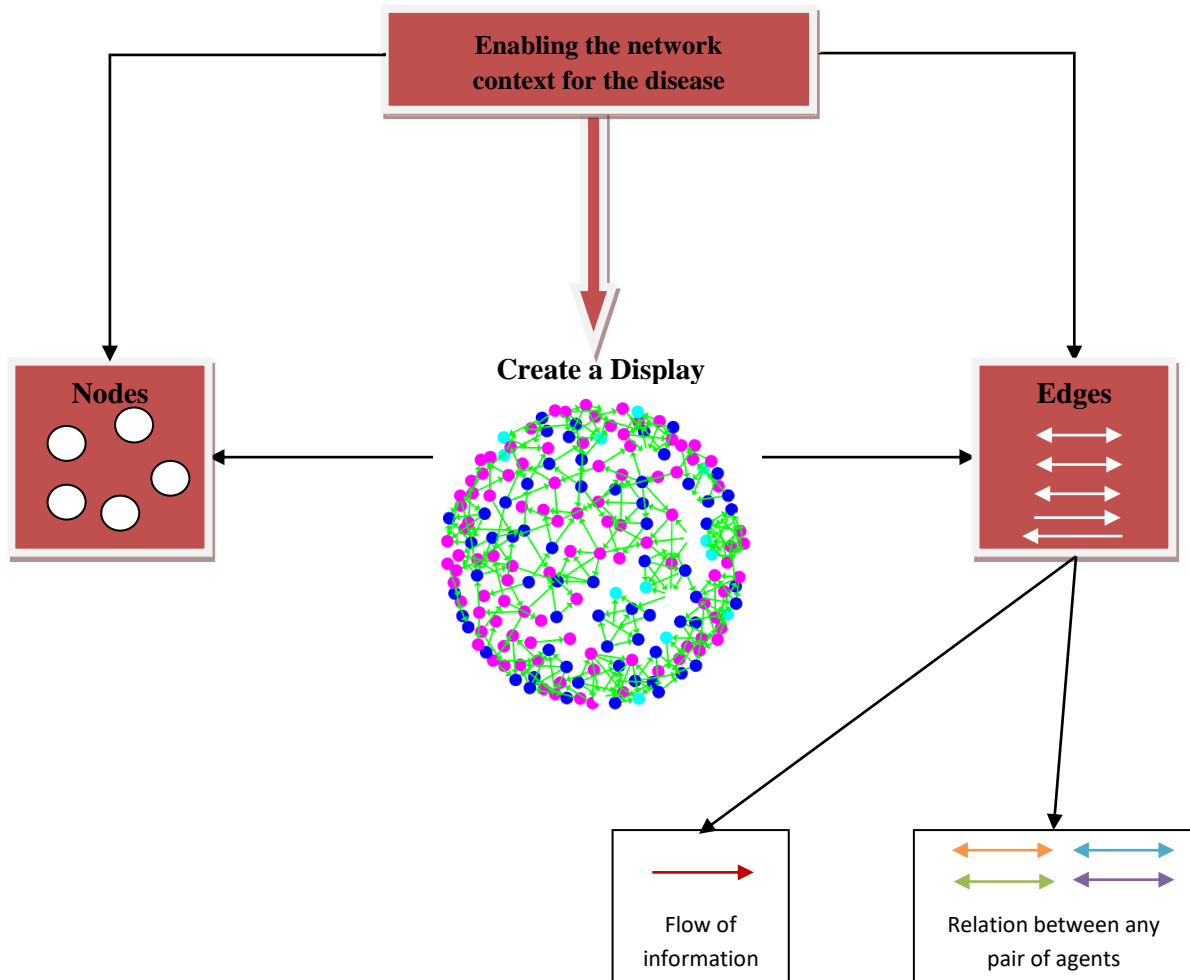 Enabling the network
context for the disease
Create a Display
Nodes
Edges
Flow of
information
Relation between any
pair of agents